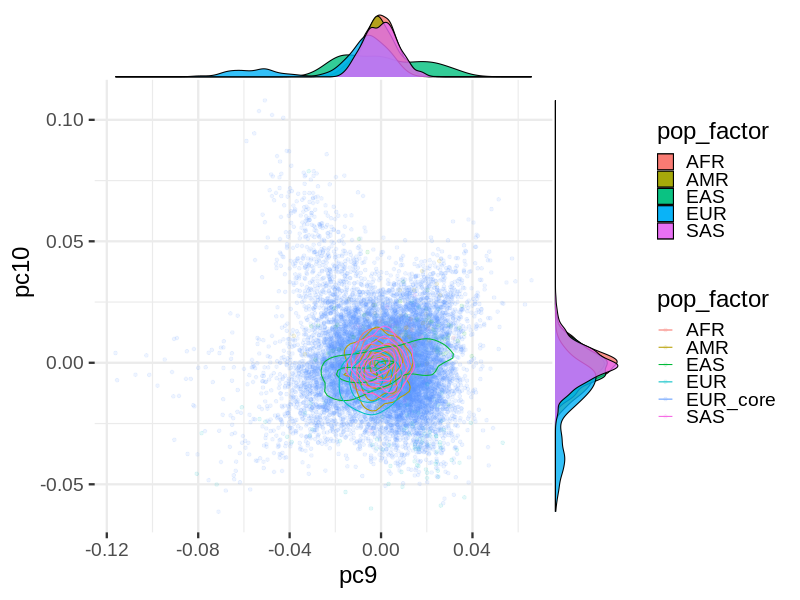 pop_factor
AFR
AMR
EAS
EUR
SAS
pop_factor
AFR
AMR
EAS
EUR
EUR_core
SAS
0.10
0.05
0.00
-0.05
pc10
-0.12
-0.08
-0.04
0.00
0.04
pc9